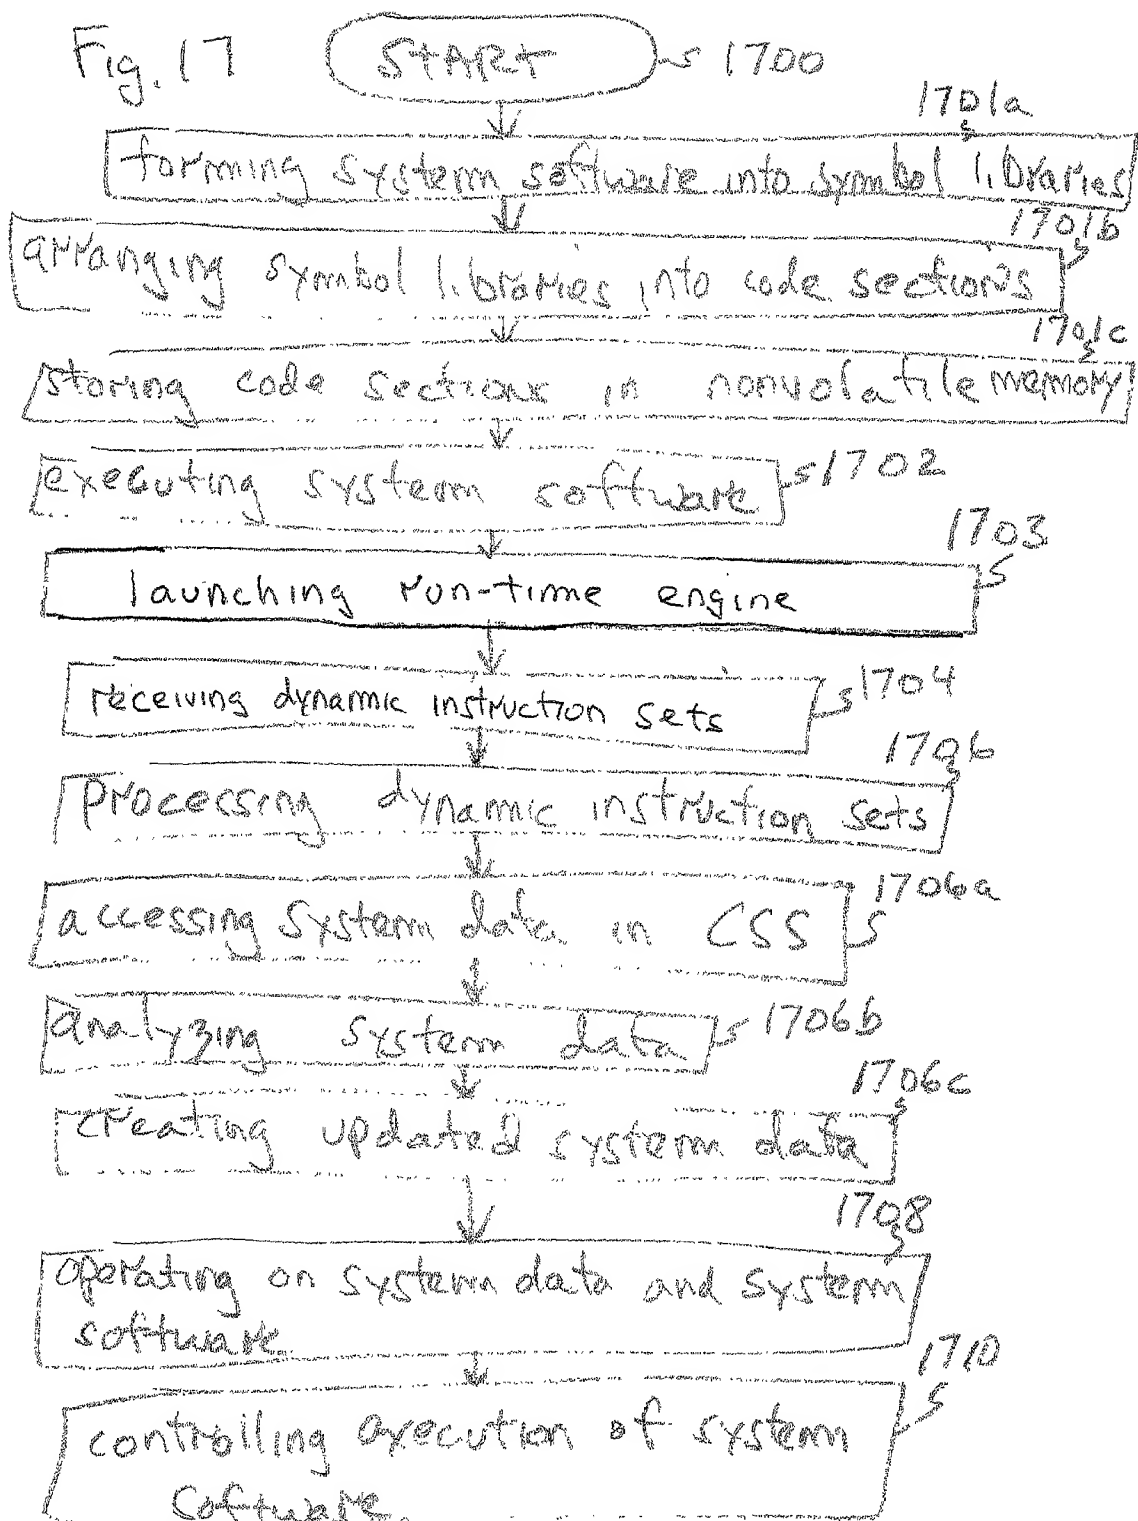 Fig. 17
START 1700
1701a
forming system software into symbol libraries
1701b
arranging symbol libraries into code sections
1701c
storing code sections in nonvolatile memory
executing system software 1702
1703
launching run-time engine
receiving dynamic instruction sets 1704
1706
processing dynamic instruction sets
accessing system data in CSS 1706a
analyzing system data 1706b
1706c
creating updated system data
1708
operating on system data and system
software
1710
controlling execution of system
software